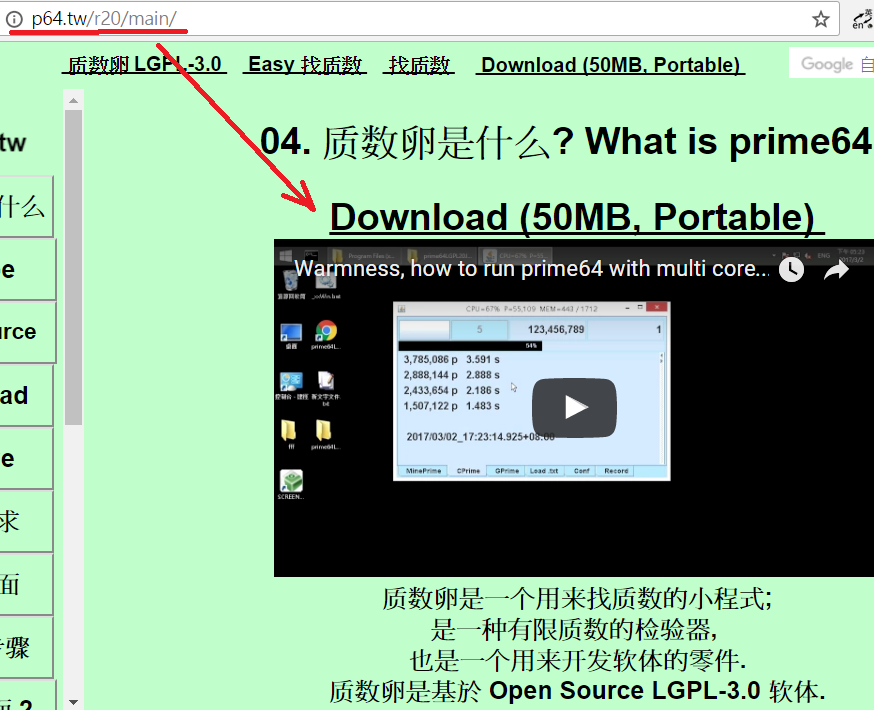 p64.tw/r20/main/
质数卵 LGPL-3.0 Easy 找质数 找质数 Download (50MB, Portable)
Google
tw
04. 质数卵是什么? What is prime64
什么
Download (50MB, Portable)
e
Warmness, how to run prime64 with multi core...
urce
CPU=67% P=55,109 MEM=443 / 1712
5 123,456,789 1
54%
3,785,086 p 3.591 s
2,888,144 p 2.888 s
2,433,654 p 2.186 s
1,507,122 p 1.483 s
2017/03/02_17:23:14.925+08:00
MinePrime CPrime GPrime Load .txt Conf Record
ad
e
求
面
步骤
质数卵是一个用来找质数的小程式;
是一种有限质数的检验器,
也是一个用来开发软体的零件.
质数卵是基於 Open Source LGPL-3.0 软体.